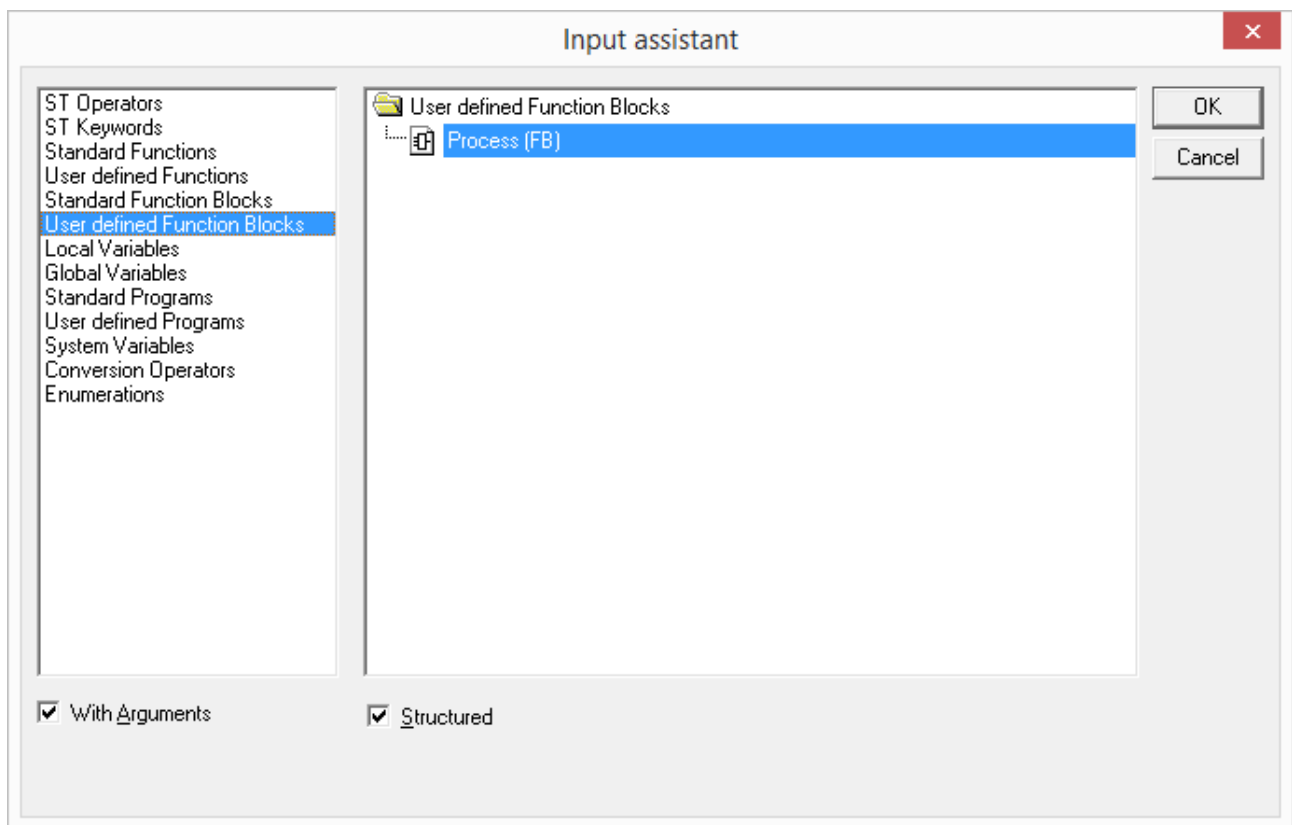 Input assistant
ST Operators
ST Keywords
Standard Functions
User defined Functions
Standard Function Blocks
User defined Function Blocks
Local Variables
Global Variables
Standard Programs
User defined Programs
System Variables
Conversion Operators
Enumerations
User defined Function Blocks
Process (FB)
OK
Cancel
With Arguments
Structured